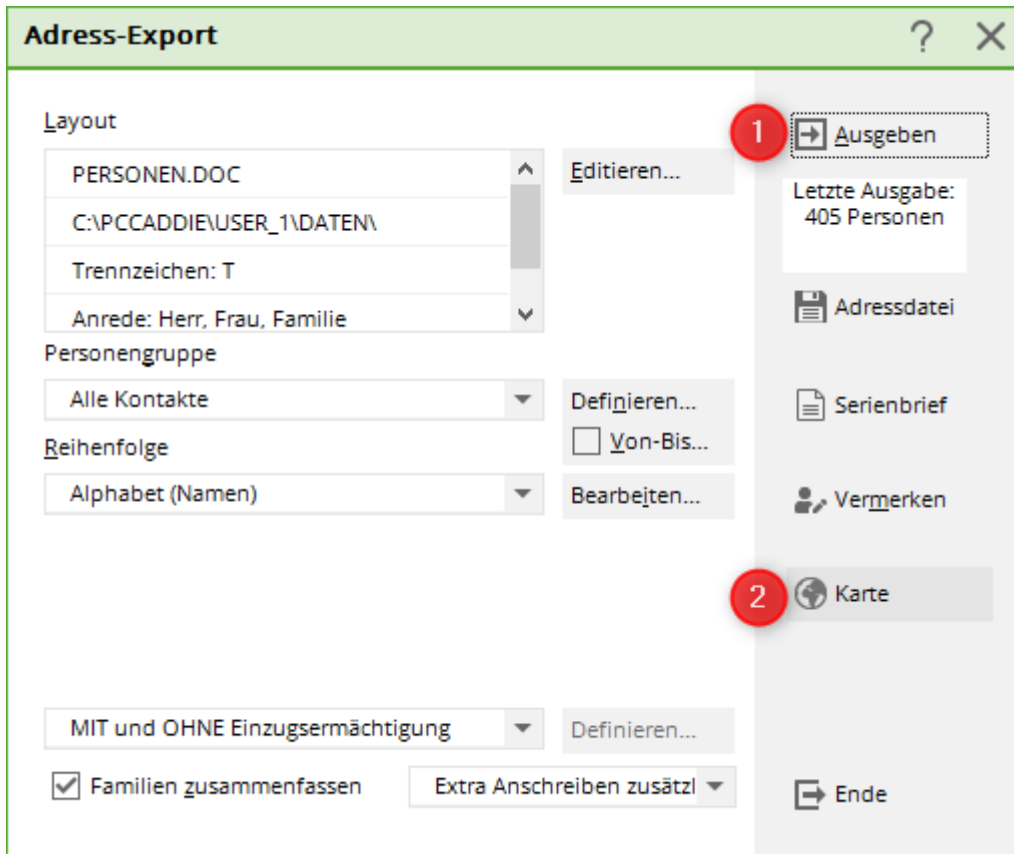 Adress-Export
?
Layout
PERSONEN.DOC
C:\PCCADDIE\USER_1\DATEN\
Trennzeichen: T
Anrede: Herr, Frau, Familie
Editieren...
Personengruppe
Alle Kontakte
Definieren...
Von-Bis...
Reihenfolge
Alphabet (Namen)
Bearbeiten...
MIT und OHNE Einzugsermächtigung
Definieren...
Familien zusammenfassen
Extra Anschreiben zusätzl
1
Ausgeben
Letzte Ausgabe:
405 Personen
Adressdatei
Serienbrief
Vermerken
2
Karte
Ende